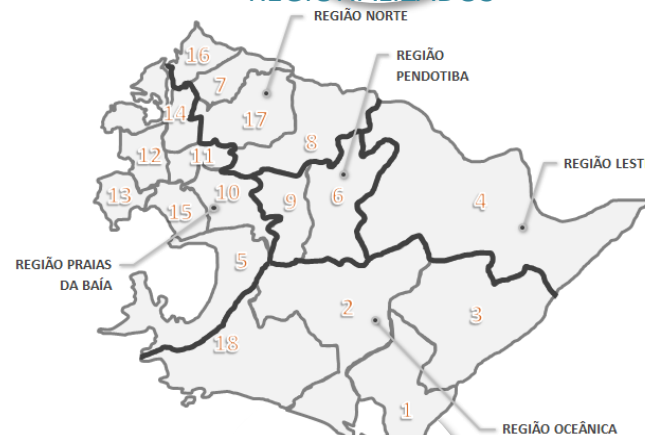 REGIONALIZADOS
REGIÃO NORTE
REGIÃO
PENDOTIBA
REGIÃO LEST
REGIÃO PRAIAS
DA BAÍA
REGIÃO OCEÂNICA
16
7
14
17
8
12
11
13
10
9
6
4
15
5
2
3
18
1